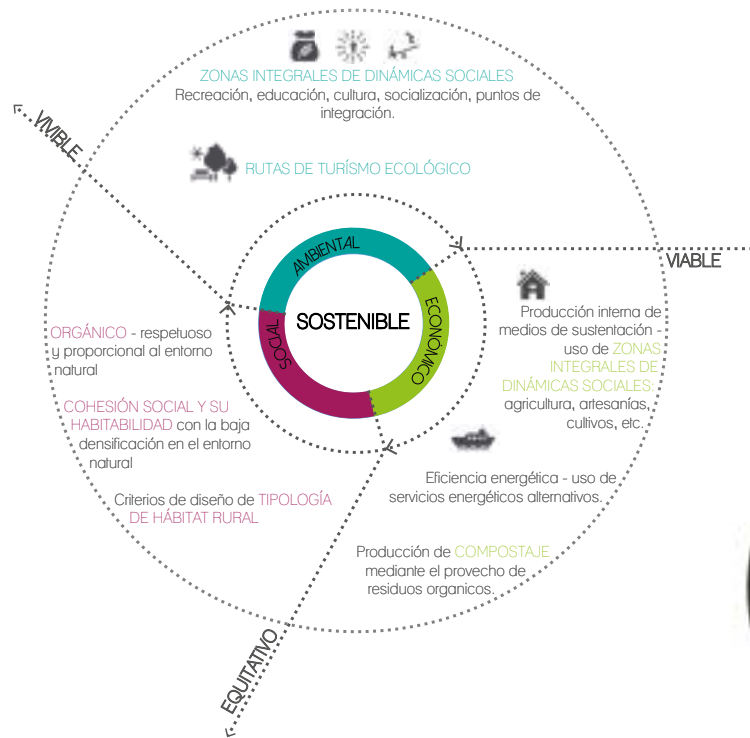 ZONAS INTEGRALES DE DINÁMICAS SOCIALES
Recreación, educación, cultura, socialización, puntos de
integración.
VIVIBLE
RUTAS DE TURÍSMO ECOLÓGICO
AMBIENTAL
VIABLE
ECONÓMICO
SOSTENIBLE
SOCIAL
Producción interna de
medios de sustentación -
uso de ZONAS
INTEGRALES DE
DINÁMICAS SOCIALES:
agricultura, artesanías,
cultivos, etc.
ORGÁNICO - respetuoso
y proporcional al entorno
natural
COHESIÓN SOCIAL Y SU
HABITABILIDAD con la baja
densificación en el entorno
natural
Criterios de diseño de TIPOLOGÍA
DE HÁBITAT RURAL
Eficiencia energética - uso de
servicios energéticos alternativos.
Producción de COMPOSTAJE
mediante el provecho de
residuos organicos.
EQUITATIVO